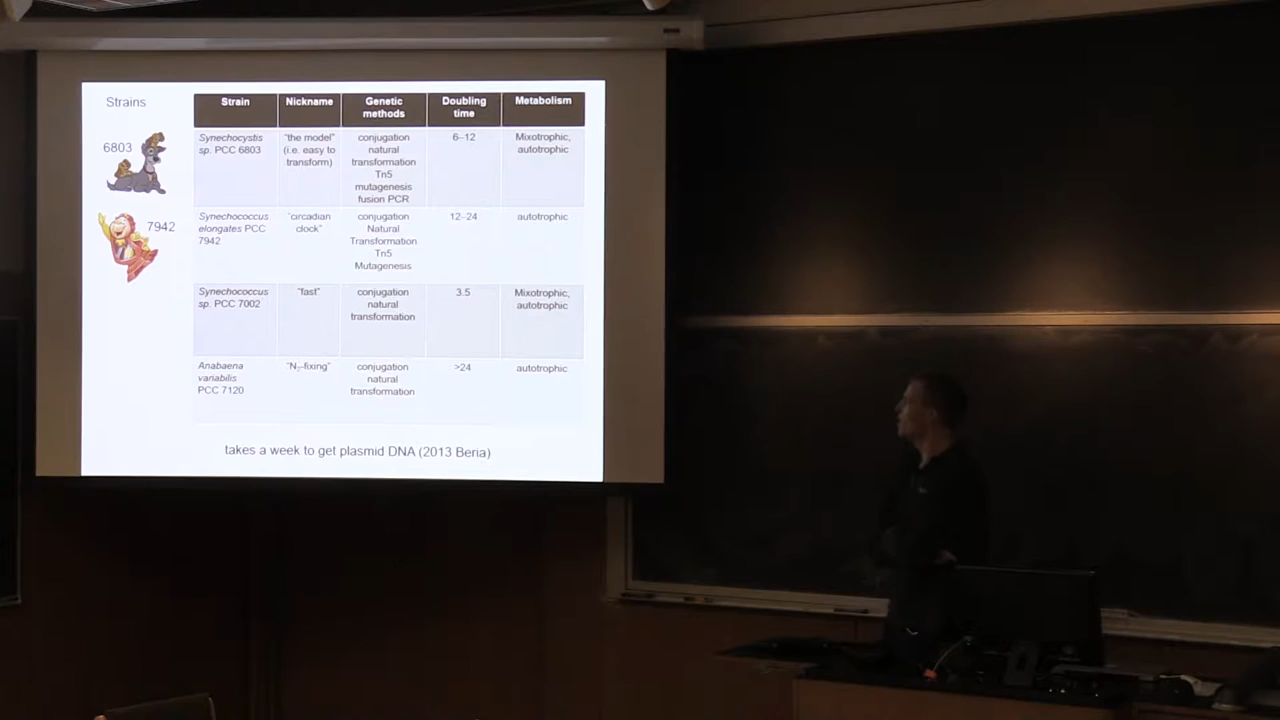 Strains
6803
7942
Strain
Nickname
Genetic
methods
Doubling
time
Metabolism
Synechocystis
sp. PCC 6803
"the model"
(i.e. easy to
transform)
conjugation
natural
transformation
Tn5
mutagenesis
fusion PCR
6–12
Mixotrophic,
autotrophic
Synechococcus
elongates PCC
7942
"circadian
clock"
conjugation
Natural
Transformation
Tn5
Mutagenesis
12–24
autotrophic
Synechococcus
sp. PCC 7002
"fast"
conjugation
natural
transformation
3.5
Mixotrophic,
autotrophic
Anabaena
variabilis
PCC 7120
"N₂-fixing"
conjugation
natural
transformation
>24
autotrophic
takes a week to get plasmid DNA (2013 Berla)